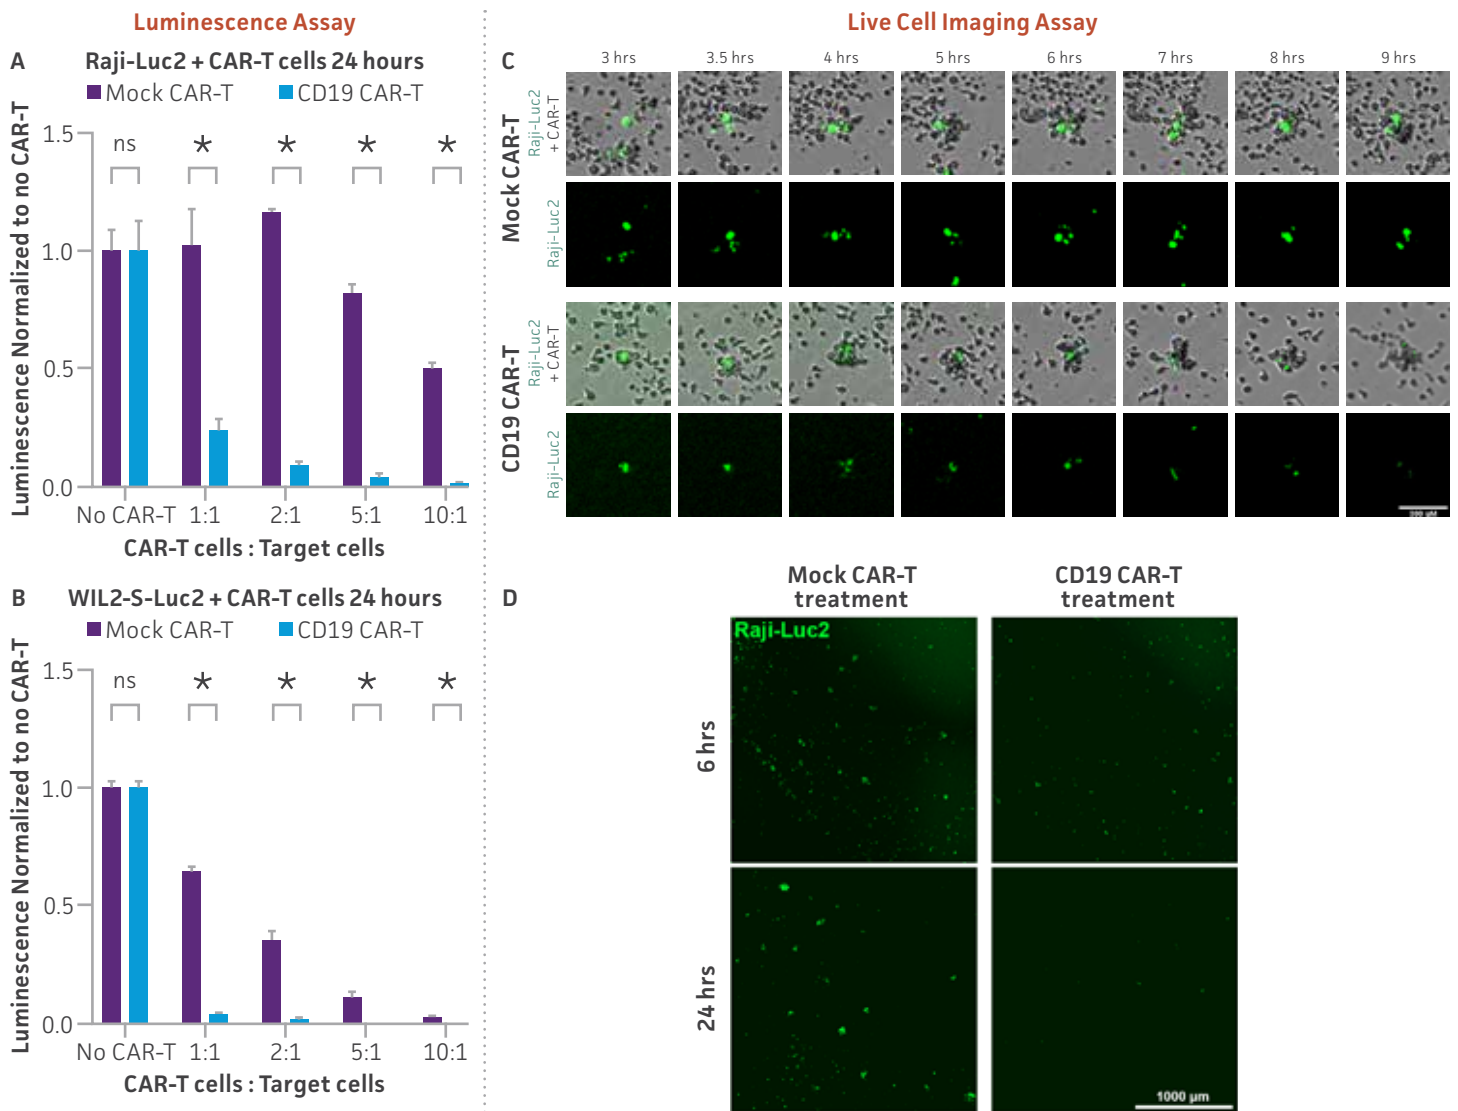 Luminescence Assay
A
Raji-Luc2 + CAR-T cells 24 hours
Mock CAR-T
CD19 CAR-T
Luminescence Normalized to no CAR-T
1.5
1.0
0.5
0.0
ns
*
*
*
*
No CAR-T
1:1
2:1
5:1
10:1
CAR-T cells : Target cells
B
WIL2-S-Luc2 + CAR-T cells 24 hours
Mock CAR-T
CD19 CAR-T
Luminescence Normalized to no CAR-T
1.5
1.0
0.5
0.0
ns
*
*
*
*
No CAR-T
1:1
2:1
5:1
10:1
CAR-T cells : Target cells
Live Cell Imaging Assay
C
3 hrs
3.5 hrs
4 hrs
5 hrs
6 hrs
7 hrs
8 hrs
9 hrs
Mock CAR-T
Raji-Luc2
+ CAR-T
Raji-Luc2
CD19 CAR-T
Raji-Luc2
+ CAR-T
Raji-Luc2
D
Mock CAR-T
treatment
CD19 CAR-T
treatment
Raji-Luc2
6 hrs
24 hrs
1000 µm